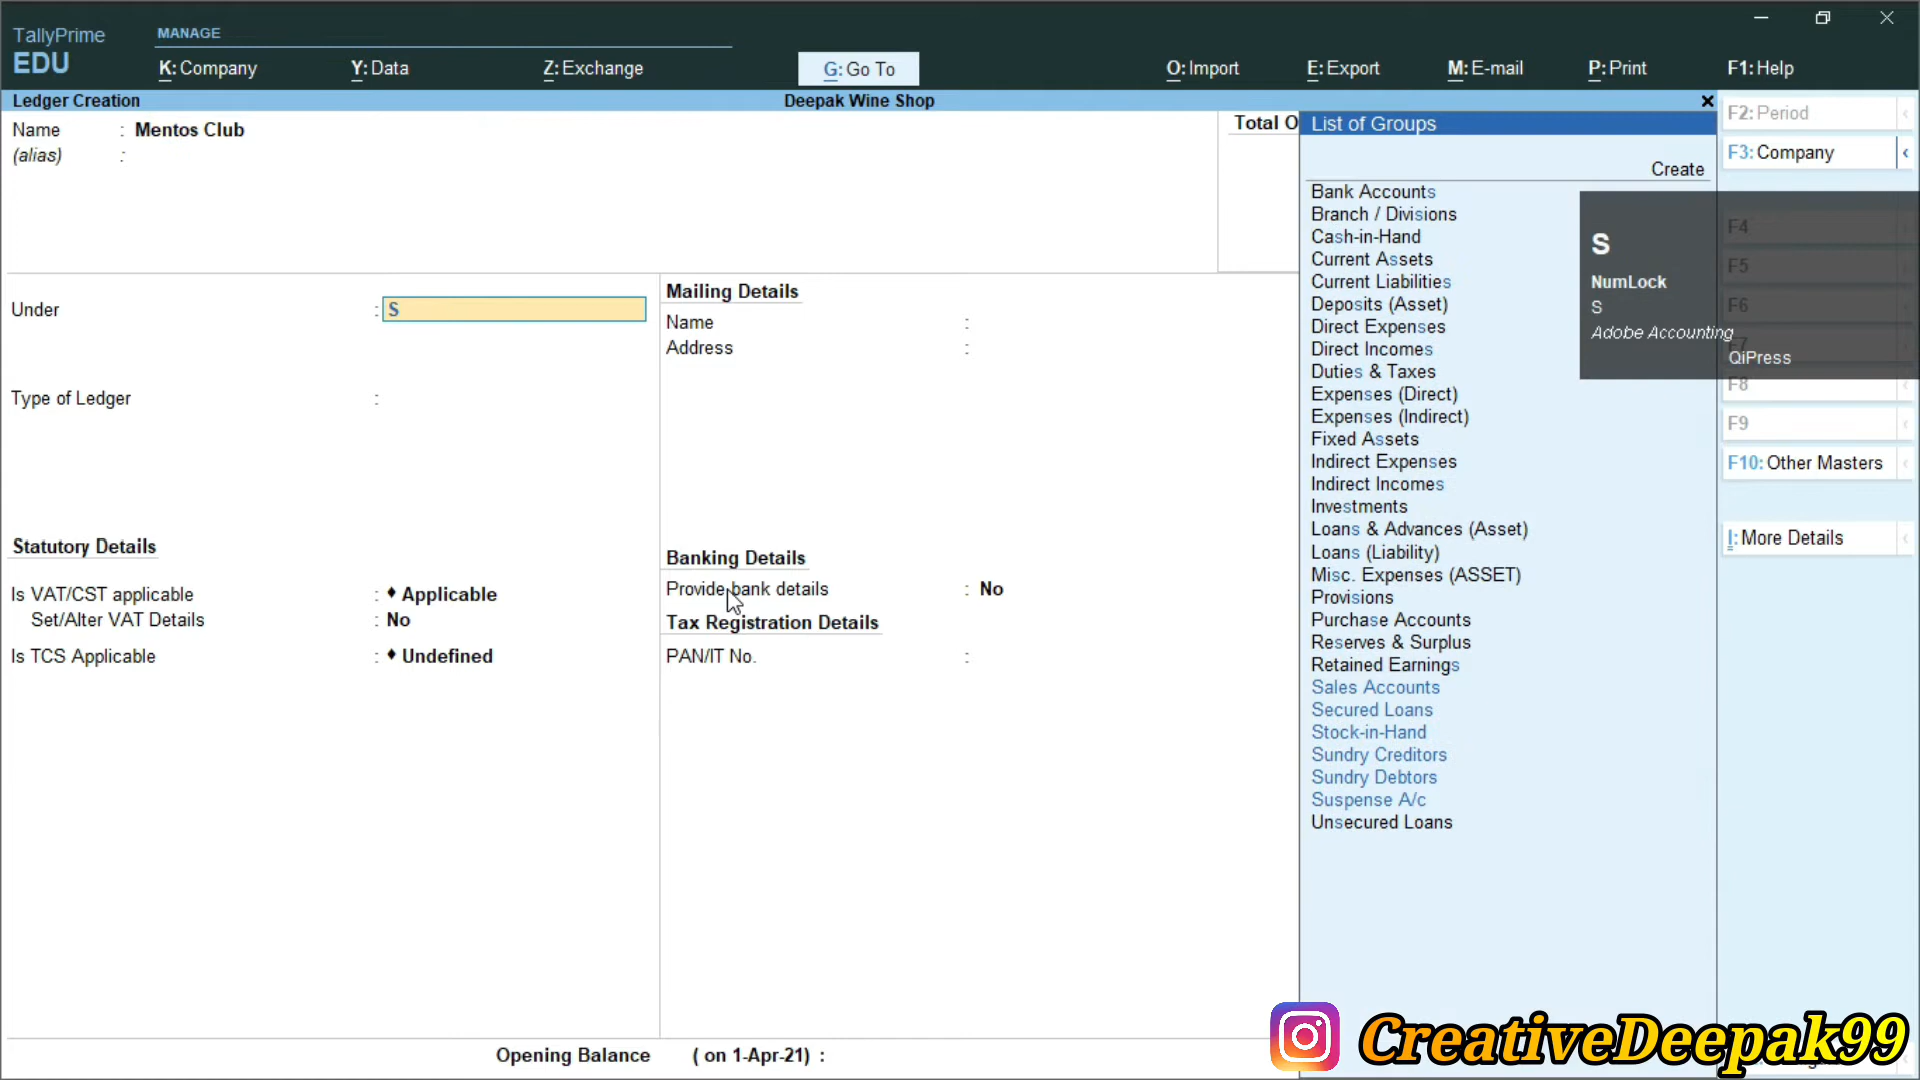 TallyPrime
EDU
MANAGE
K: Company
Y: Data
Z: Exchange
G: Go To
O: Import
E: Export
M: E-mail
P: Print
F1: Help
Ledger Creation
Deepak Wine Shop
Name : Mentos Club
(alias) :
Total O
Under : S
Type of Ledger :
Statutory Details
Is VAT/CST applicable : ♦ Applicable
Set/Alter VAT Details : No
Is TCS Applicable : ♦ Undefined
Mailing Details
Name :
Address :
Banking Details
Provide bank details : No
Tax Registration Details
PAN/IT No. :
Opening Balance ( on 1-Apr-21) :
List of Groups
Create
Bank Accounts
Branch / Divisions
Cash-in-Hand
Current Assets
Current Liabilities
Deposits (Asset)
Direct Expenses
Direct Incomes
Duties & Taxes
Expenses (Direct)
Expenses (Indirect)
Fixed Assets
Indirect Expenses
Indirect Incomes
Investments
Loans & Advances (Asset)
Loans (Liability)
Misc. Expenses (ASSET)
Provisions
Purchase Accounts
Reserves & Surplus
Retained Earnings
Sales Accounts
Secured Loans
Stock-in-Hand
Sundry Creditors
Sundry Debtors
Suspense A/c
Unsecured Loans
S
NumLock
S
Adobe Accounting
QiPress
F2: Period
F3: Company
F4
F5
F6
F7
F8
F9
F10: Other Masters
I: More Details
CreativeDeepak99